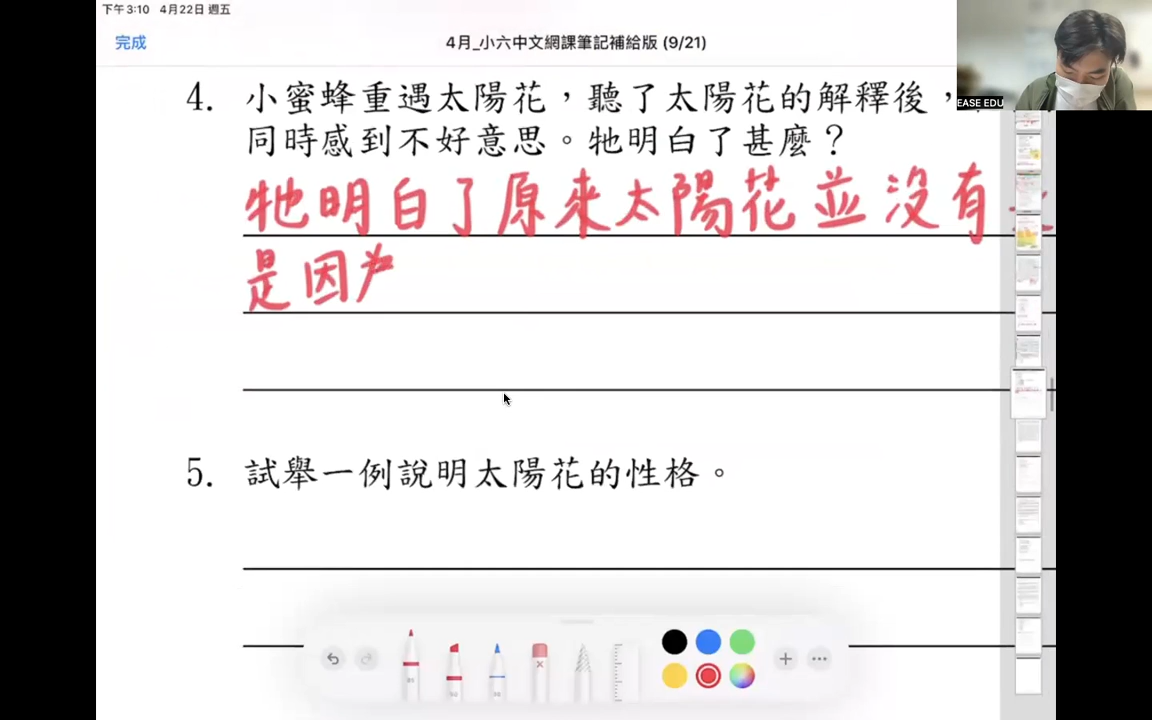 下午3:10 4月22日 週五
完成
4月_小六中文網課筆記補給版 (9/21)
EASE EDU
4. 小蜜蜂重遇太陽花，聽了太陽花的解釋後，
同時感到不好意思。牠明白了甚麼？
牠明白了原來太陽花並沒有
是因為
5. 試舉一例說明太陽花的性格。